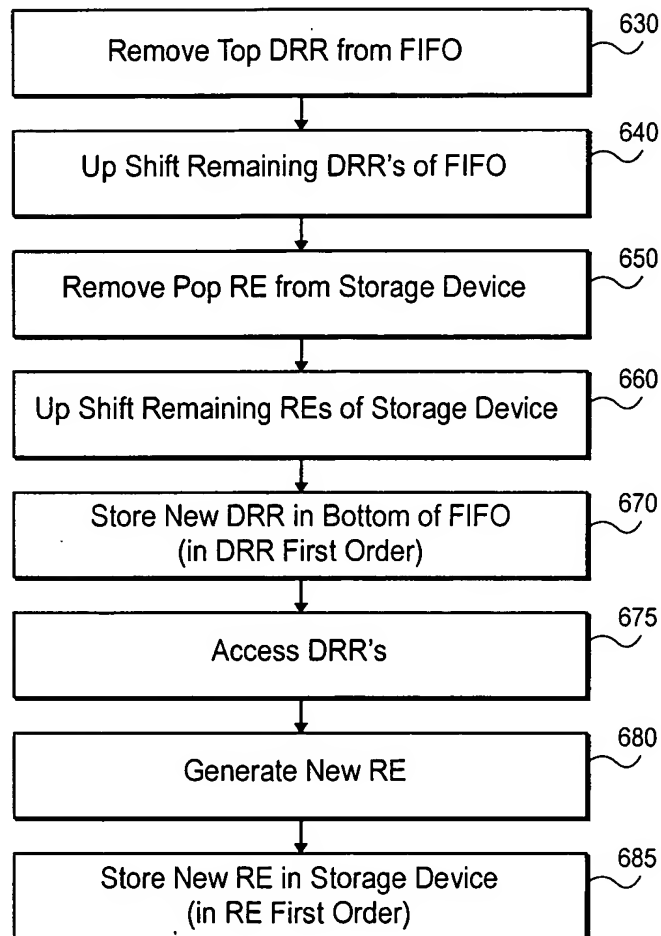 Remove Top DRR from FIFO
630
Up Shift Remaining DRR's of FIFO
640
Remove Pop RE from Storage Device
650
Up Shift Remaining REs of Storage Device
660
Store New DRR in Bottom of FIFO
(in DRR First Order)
670
Access DRR's
675
Generate New RE
680
Store New RE in Storage Device
(in RE First Order)
685